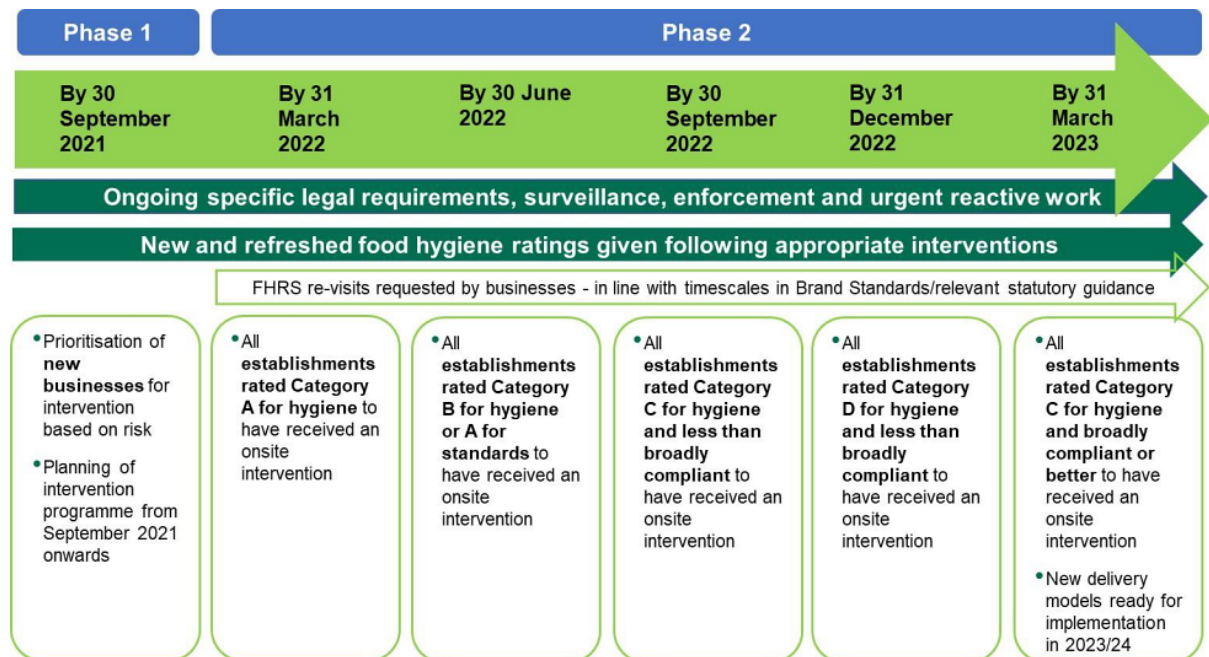 Phase 1
Phase 2
By 30
September
2021
By 31
March
2022
By 30 June
2022
By 30
September
2022
By 31
December
2022
By 31
March
2023
Ongoing specific legal requirements, surveillance, enforcement and urgent reactive work
New and refreshed food hygiene ratings given following appropriate interventions
FHRS re-visits requested by businesses - in line with timescales in Brand Standards/relevant statutory guidance
•Prioritisation of
new
businesses for
intervention
based on risk
•Planning of
intervention
programme from
September 2021
onwards
•All
establishments
rated Category
A for hygiene to
have received an
onsite
intervention
•All
establishments
rated Category
B for hygiene
or A for
standards to
have received an
onsite
intervention
•All
establishments
rated Category
C for hygiene
and less than
broadly
compliant to
have received an
onsite
intervention
•All
establishments
rated Category
D for hygiene
and less than
broadly
compliant to
have received an
onsite
intervention
•All
establishments
rated Category
C for hygiene
and broadly
compliant or
better to have
received an
onsite
intervention
•New delivery
models ready for
implementation
in 2023/24